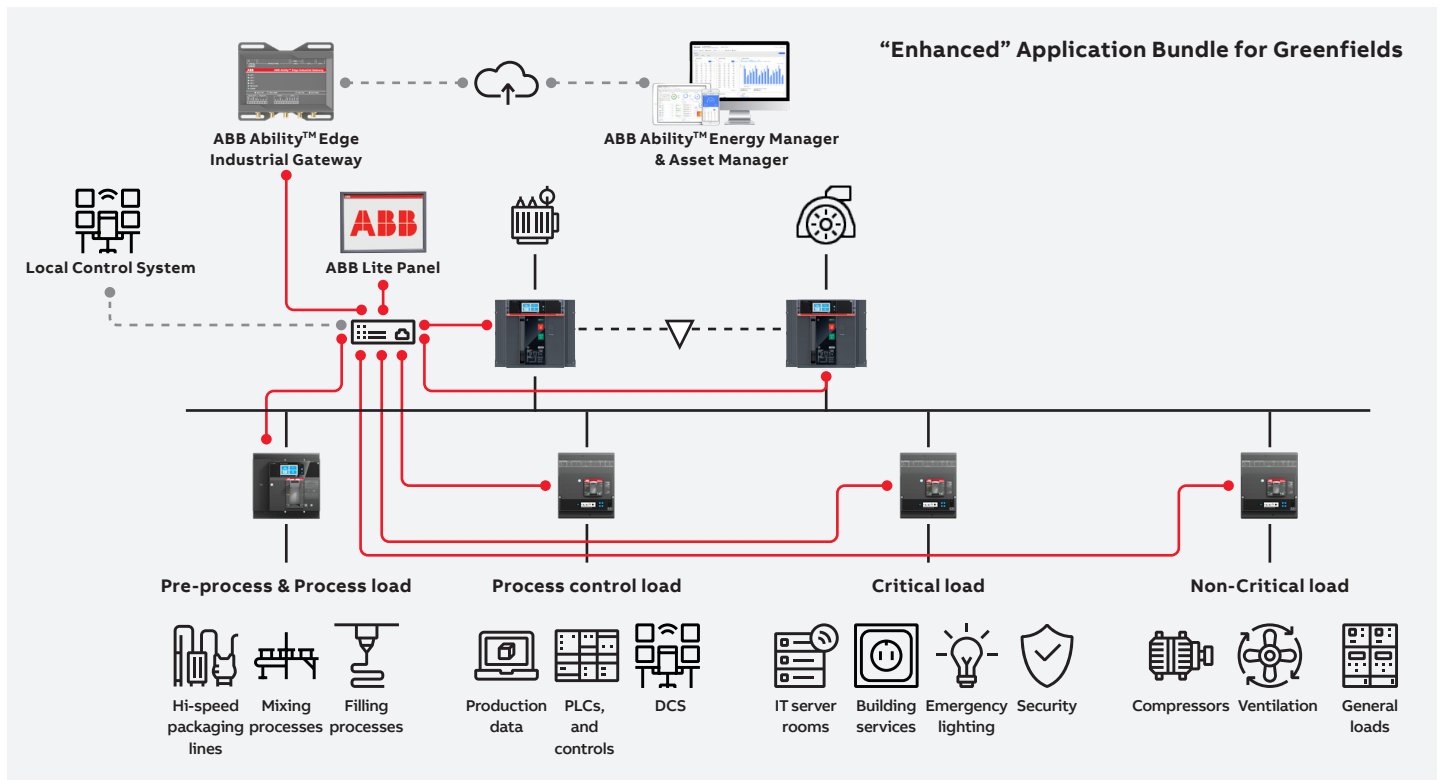 “Enhanced” Application Bundle for Greenfields
ABB Ability™ Edge
Industrial Gateway
ABB Ability™ Energy Manager
& Asset Manager
ABB
Local Control System
ABB Lite Panel
Pre-process & Process load
Process control load
Critical load
Non-Critical load
Hi-speed
packaging
lines
Mixing
processes
Filling
processes
Production
data
PLCs,
and
controls
DCS
IT server
rooms
Building
services
Emergency
lighting
Security
Compressors
Ventilation
General
loads